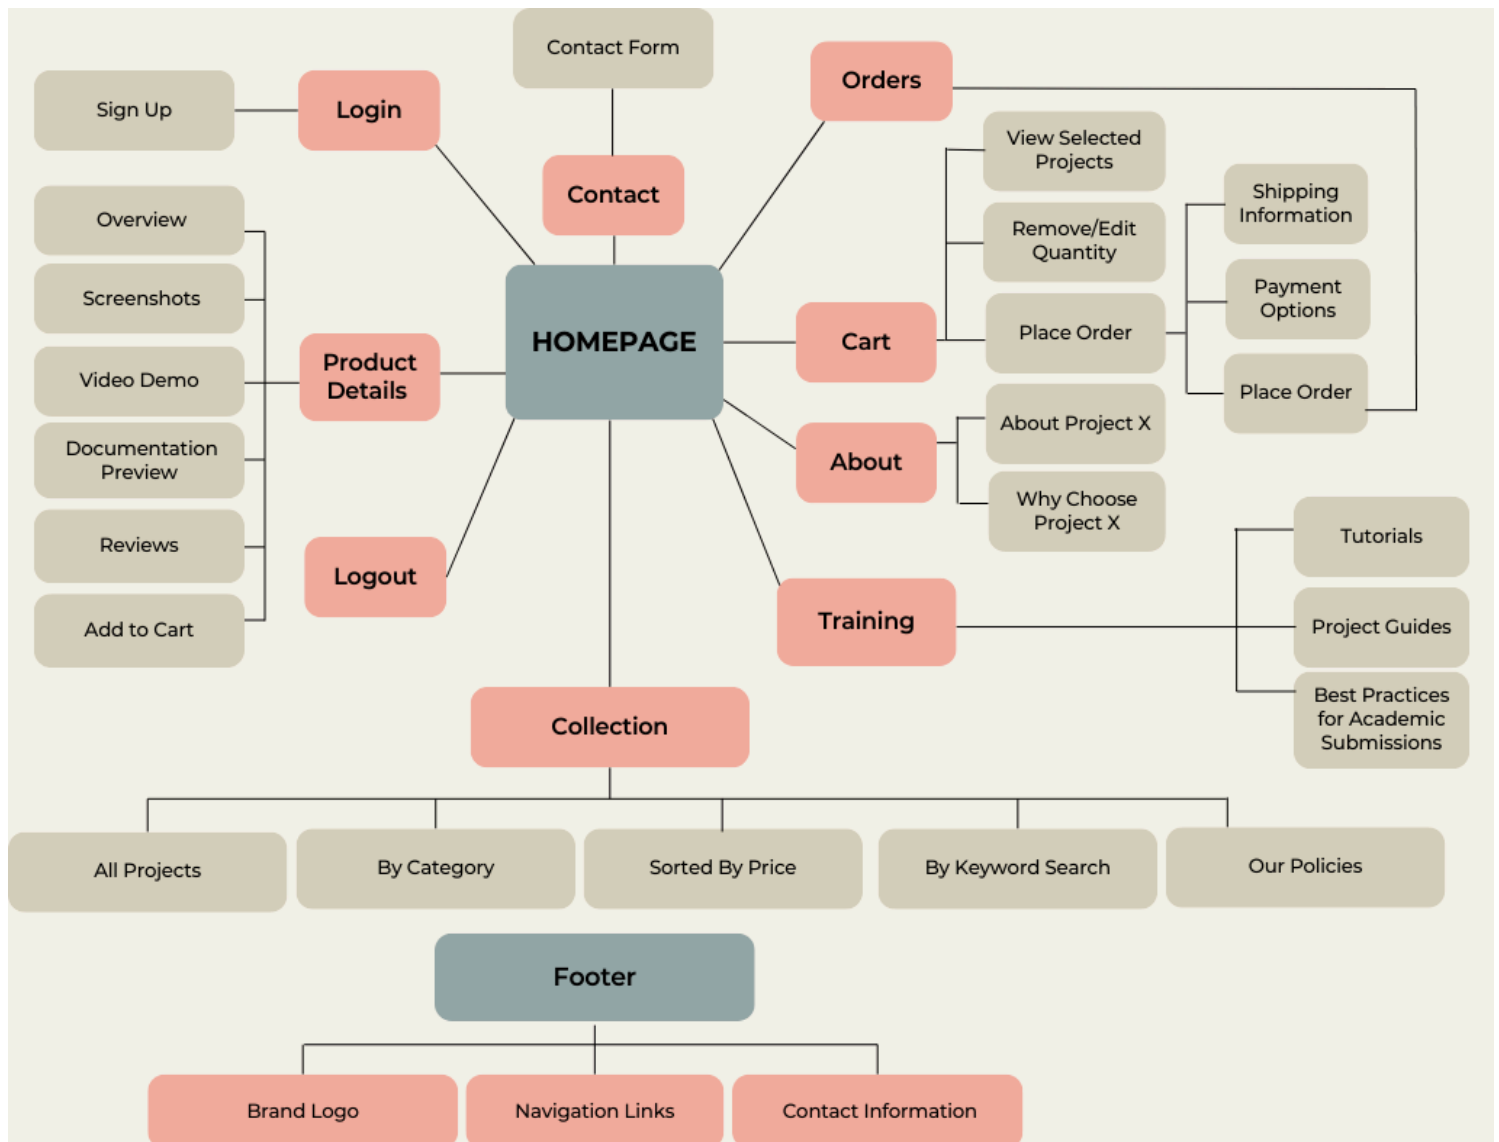 Contact Form
Orders
Sign Up
Login
View Selected
Projects
Contact
Shipping
Information
Overview
Remove/Edit
Quantity
Screenshots
Payment
Options
HOMEPAGE
Cart
Place Order
Product
Details
Video Demo
Place Order
About Project X
Documentation
Preview
About
Why Choose
Project X
Reviews
Tutorials
Logout
Training
Project Guides
Add to Cart
Best Practices
for Academic
Submissions
Collection
All Projects
By Category
Sorted By Price
By Keyword Search
Our Policies
Footer
Brand Logo
Navigation Links
Contact Information